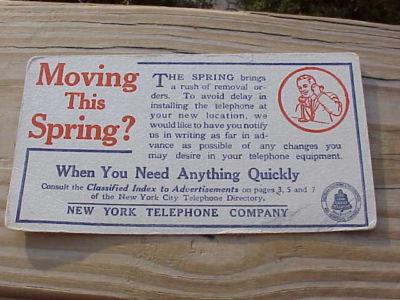 Moving
This
Spring?
THE SPRING brings
a rush of removal or-
ders. To avoid delay in
installing the telephone at
your new location, we
would like to have you notify
us in writing as far in ad-
vance as possible of any changes you
may desire in your telephone equipment.
When You Need Anything Quickly
Consult the Classified Index to Advertisements on pages 3, 5 and 7
of the New York City Telephone Directory.
NEW YORK TELEPHONE COMPANY